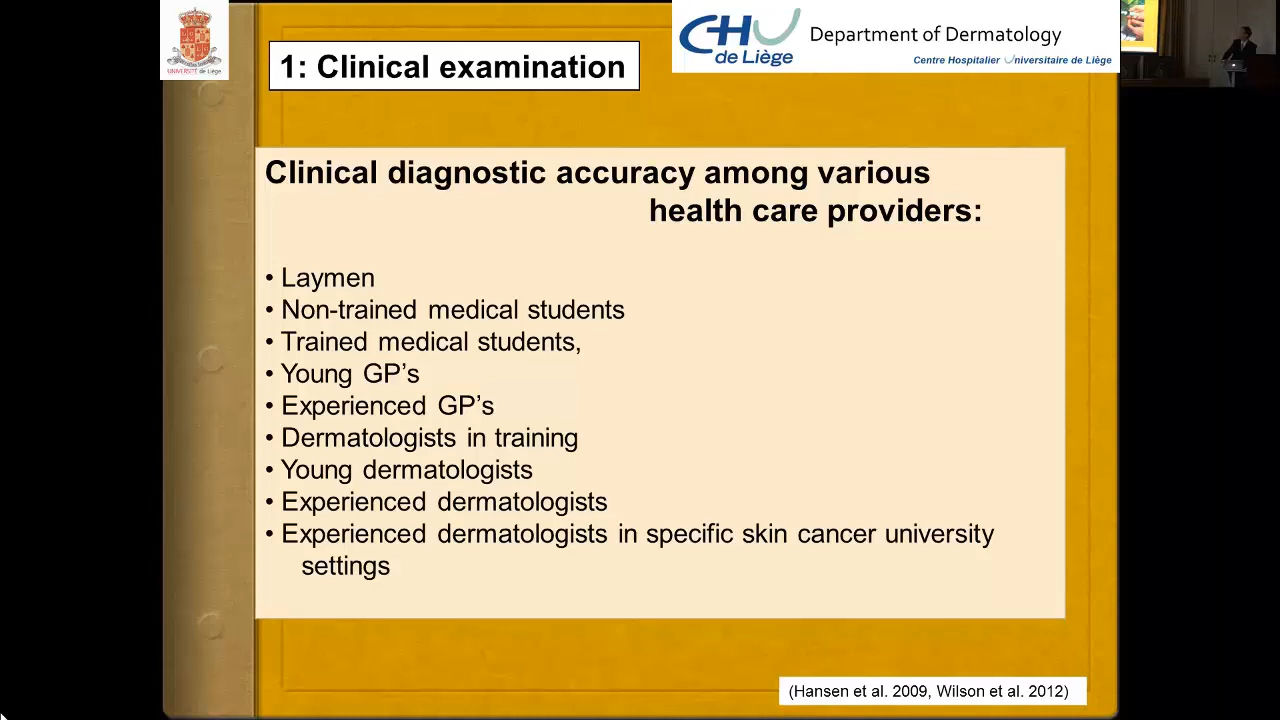 UNIVERSITÉ de Liège
1: Clinical examination
CHU
de Liège
Department of Dermatology
Centre Hospitalier Universitaire de Liège
Clinical diagnostic accuracy among various
health care providers:
• Laymen
• Non-trained medical students
• Trained medical students,
• Young GP’s
• Experienced GP’s
• Dermatologists in training
• Young dermatologists
• Experienced dermatologists
• Experienced dermatologists in specific skin cancer university
settings
(Hansen et al. 2009, Wilson et al. 2012)